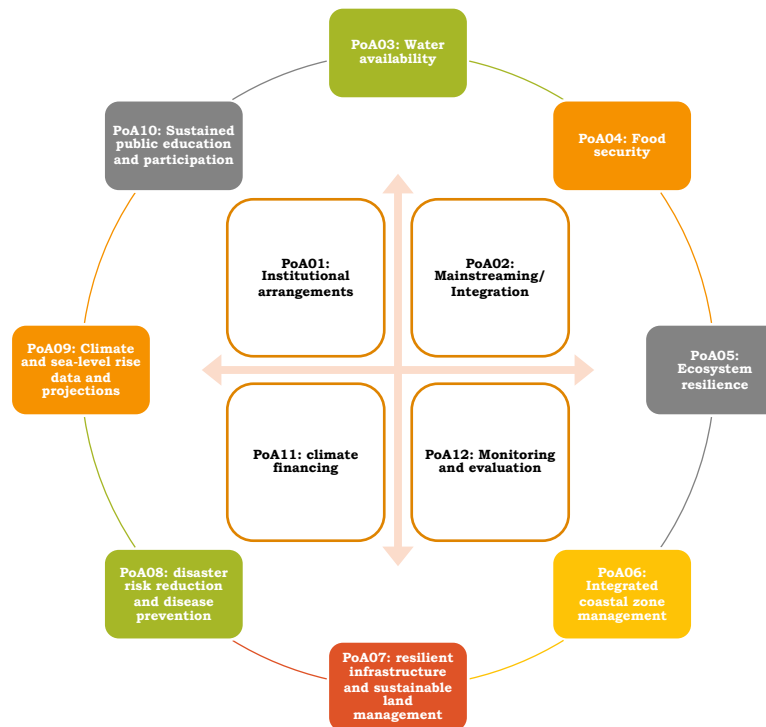 PoA03: Water
availability
PoA10: Sustained
public education
and participation
PoA04: Food
security
PoA01:
Institutional
arrangements
PoA02:
Mainstreaming/
Integration
PoA09: Climate
and sea-level rise
data and
projections
PoA05:
Ecosystem
resilience
PoA11: climate
financing
PoA12: Monitoring
and evaluation
PoA08: disaster
risk reduction
and disease
prevention
PoA06:
Integrated
coastal zone
management
PoA07: resilient
infrastructure
and sustainable
land
management